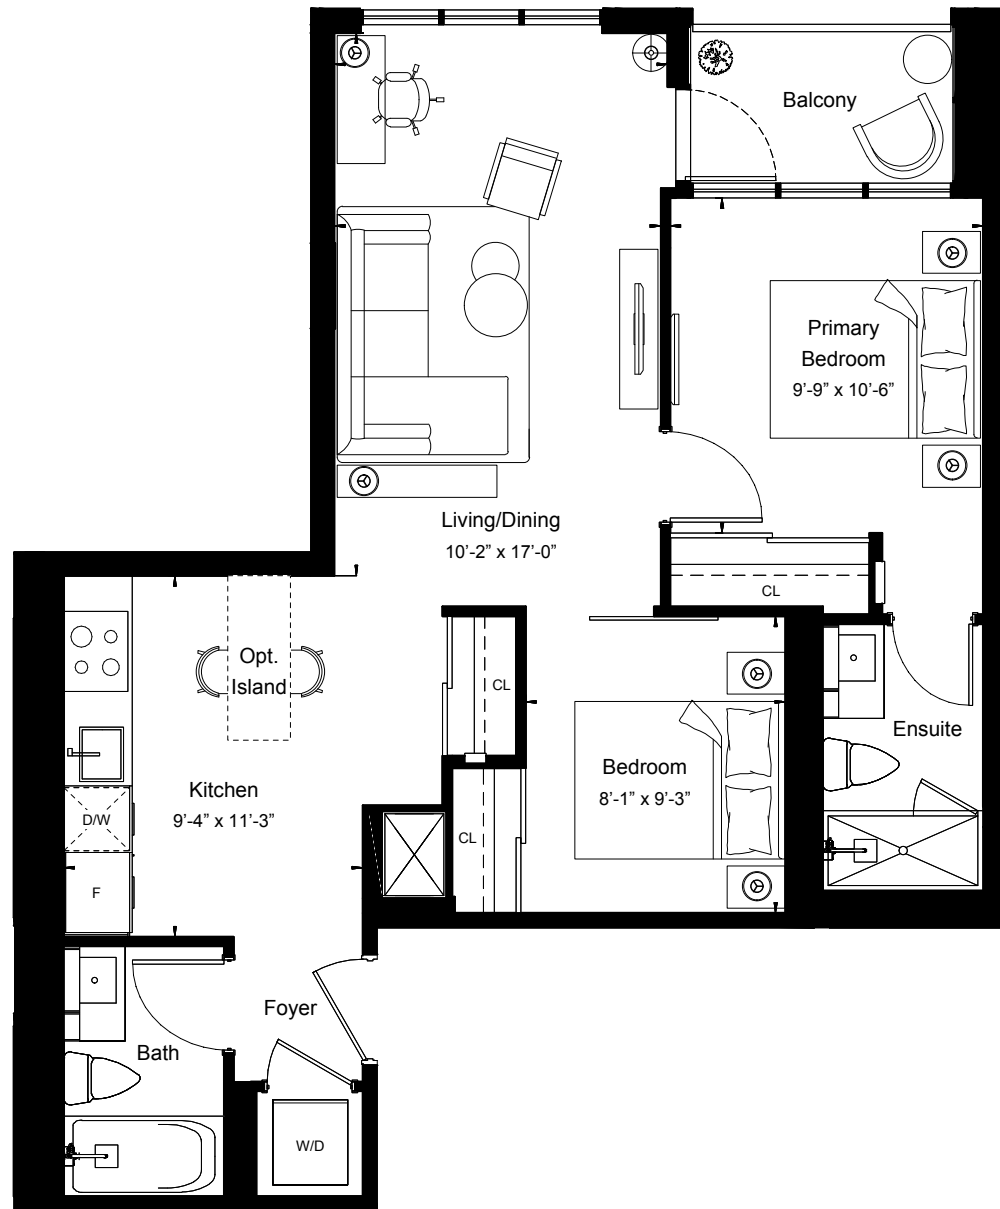 Balcony
Primary
Bedroom
9’-9” x 10’-6”
Living/Dining
10’-2” x 17’-0”
CL
Opt.
Island
CL
Ensuite
Bedroom
8’-1” x 9’-3”
Kitchen
9’-4” x 11’-3”
D/W
CL
F
Foyer
Bath
W/D